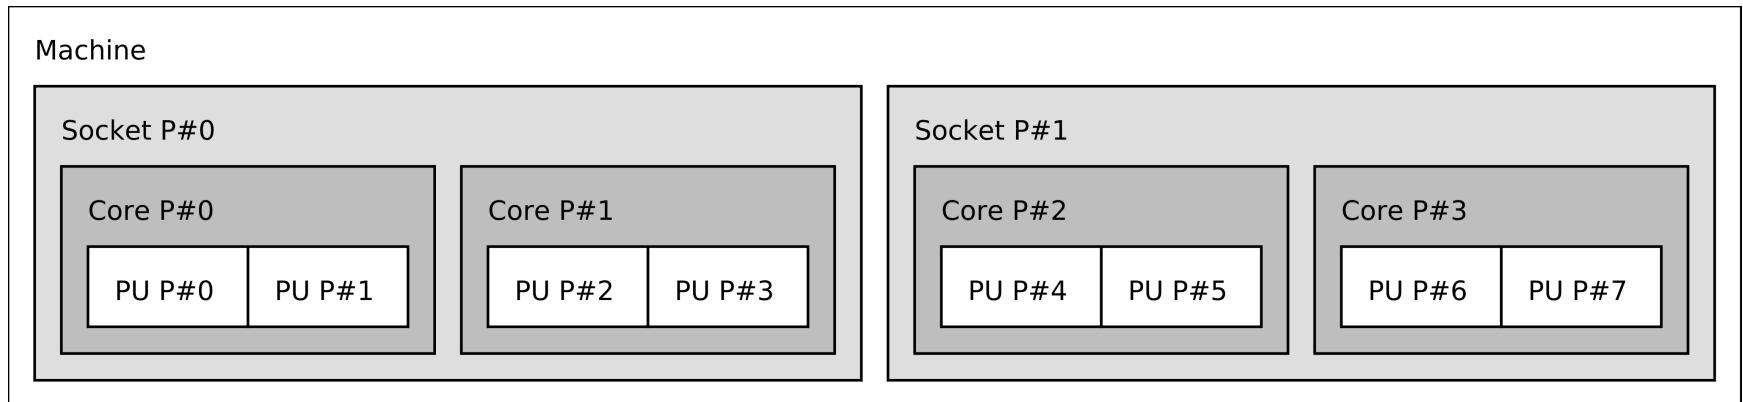 Machine
Socket P#0
Socket P#1
Core P#0
Core P#1
Core P#2
Core P#3
PU P#0
PU P#1
PU P#2
PU P#3
PU P#4
PU P#5
PU P#6
PU P#7